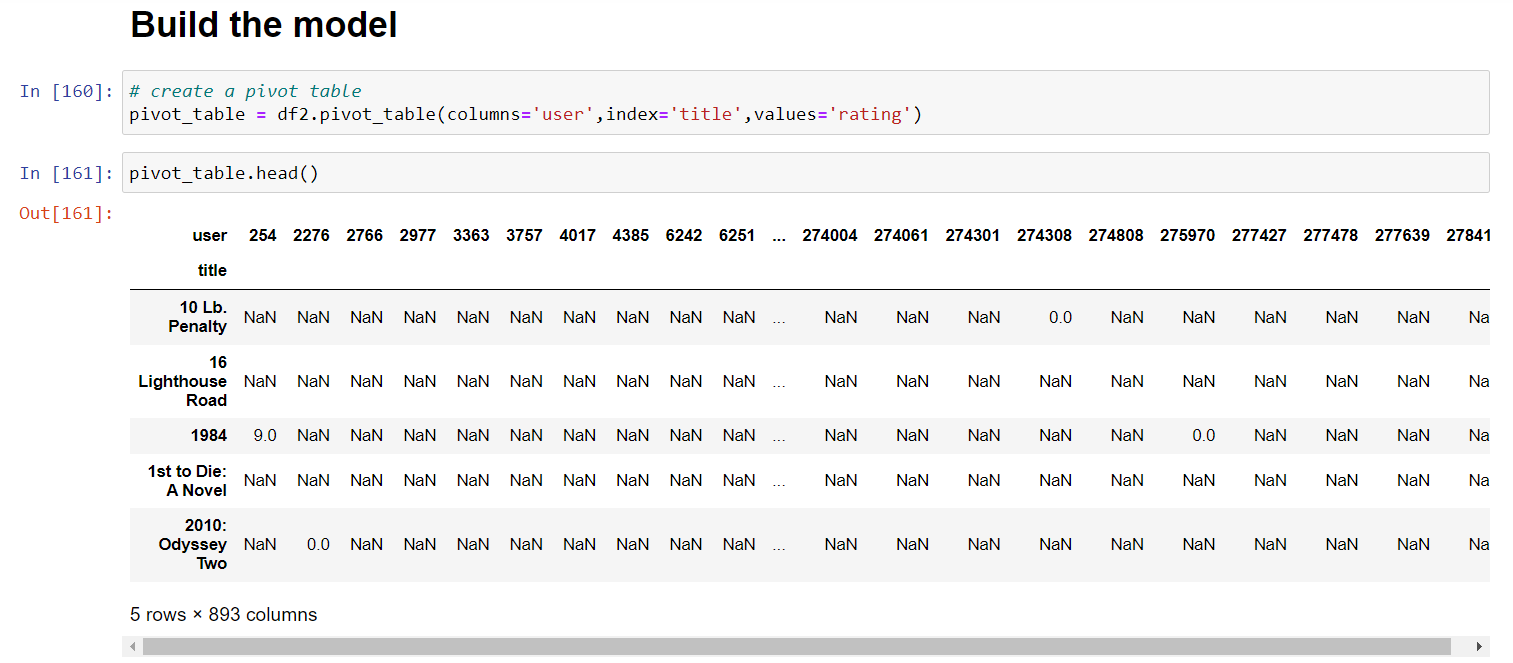 Build the model
In [160]: # create a pivot table
pivot_table = df2.pivot_table(columns='user',index='title',values='rating')
In [161]: pivot_table.head()
Out[161]:
user 254 2276 2766 2977 3363 3757 4017 4385 6242 6251 ... 274004 274061 274301 274308 274808 275970 277427 277478 277639 27841
title
10 Lb.
Penalty NaN NaN NaN NaN NaN NaN NaN NaN NaN NaN ... NaN NaN NaN 0.0 NaN NaN NaN NaN NaN Na
16
Lighthouse NaN NaN NaN NaN NaN NaN NaN NaN NaN NaN ... NaN NaN NaN NaN NaN NaN NaN NaN NaN Na
Road
1984 9.0 NaN NaN NaN NaN NaN NaN NaN NaN NaN ... NaN NaN NaN NaN NaN 0.0 NaN NaN NaN Na
1st to Die:
A Novel NaN NaN NaN NaN NaN NaN NaN NaN NaN NaN ... NaN NaN NaN NaN NaN NaN NaN NaN NaN Na
2010:
Odyssey NaN 0.0 NaN NaN NaN NaN NaN NaN NaN NaN ... NaN NaN NaN NaN NaN NaN NaN NaN NaN Na
Two
5 rows × 893 columns